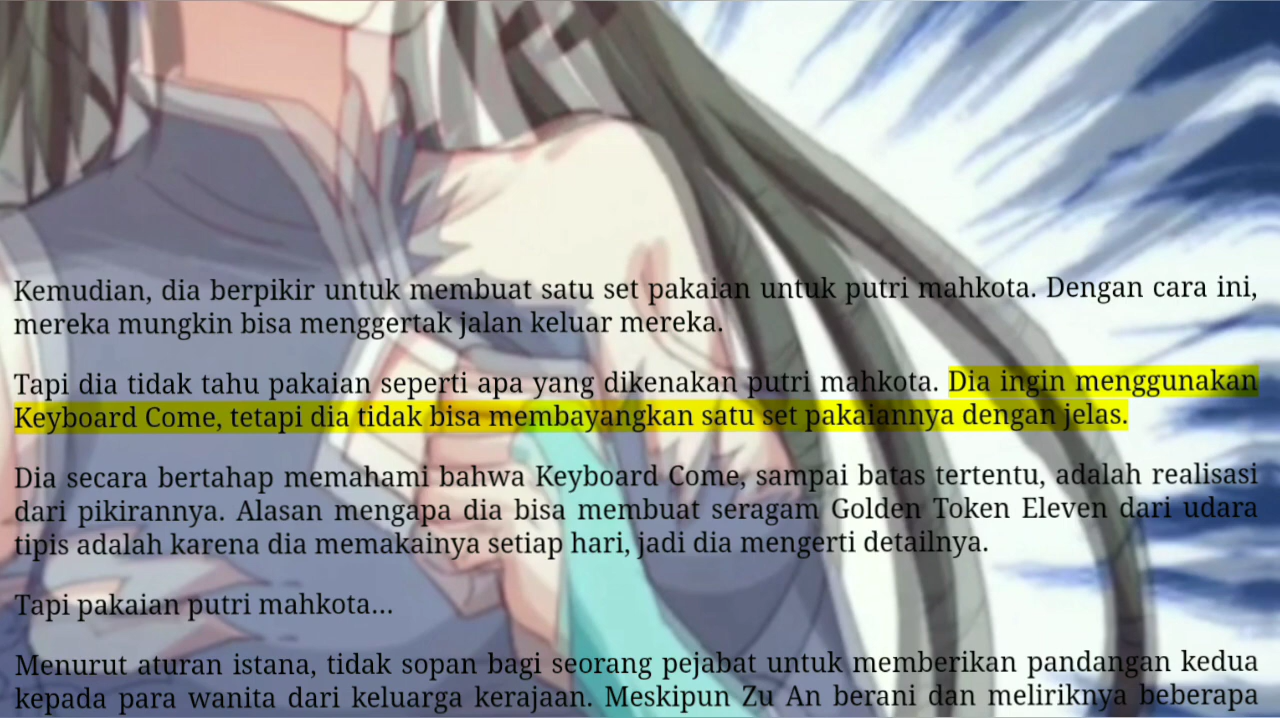 Kemudian, dia berpikir untuk membuat satu set pakaian untuk putri mahkota. Dengan cara ini,
mereka mungkin bisa menggertak jalan keluar mereka.
Tapi dia tidak tahu pakaian seperti apa yang dikenakan putri mahkota. Dia ingin menggunakan
Keyboard Come, tetapi dia tidak bisa membayangkan satu set pakaiannya dengan jelas.
Dia secara bertahap memahami bahwa Keyboard Come, sampai batas tertentu, adalah realisasi
dari pikirannya. Alasan mengapa dia bisa membuat seragam Golden Token Eleven dari udara
tipis adalah karena dia memakainya setiap hari, jadi dia mengerti detailnya.
Tapi pakaian putri mahkota...
Menurut aturan istana, tidak sopan bagi seorang pejabat untuk memberikan pandangan kedua
kepada para wanita dari keluarga kerajaan. Meskipun Zu An berani dan meliriknya beberapa